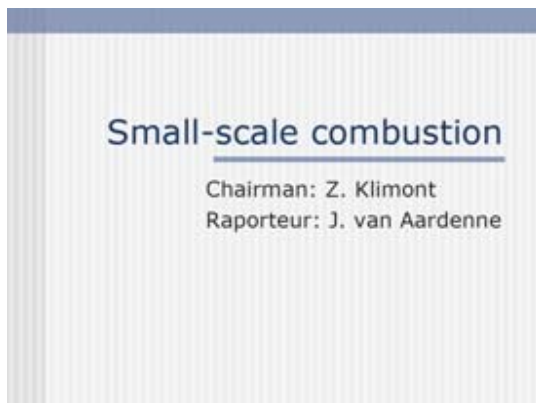 Small-scale combustion
Chairman: Z. Klimont
Raporteur: J. van Aardenne